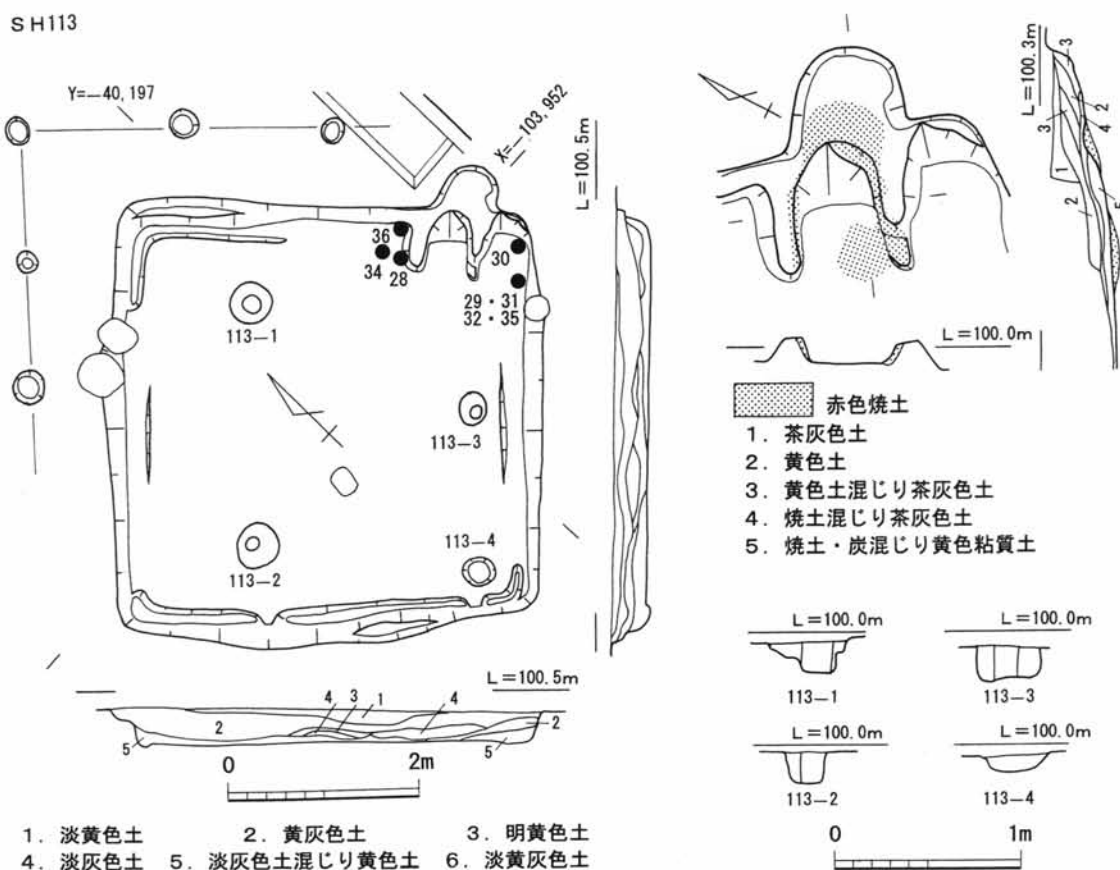 SH113
Y=—40,197
X=—103,952
L=100.5m
36
34
28
30
29・31
32・35
113—1
113—3
113—2
113—4
L=100.5m
4 3 1 4
2 2
5 5
0 2m
1. 淡黄色土 2. 黄灰色土 3. 明黄色土
4. 淡灰色土 5. 淡灰色土混じり黄色土 6. 淡黄灰色土
L=100.3m
3
2
3 4
1
2 5
L=100.0m
赤色焼土
1. 茶灰色土
2. 黄色土
3. 黄色土混じり茶灰色土
4. 焼土混じり茶灰色土
5. 焼土・炭混じり黄色粘質土
L=100.0m L=100.0m
113—1 113—3
L=100.0m L=100.0m
113—2 113—4
0 1m